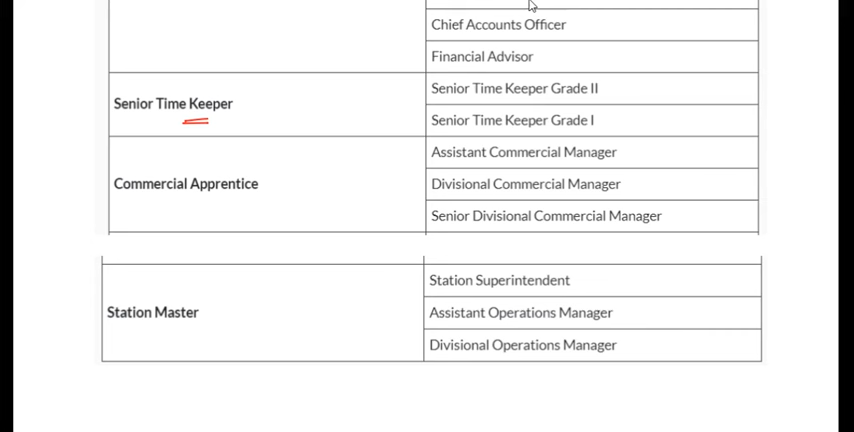 Chief Accounts Officer
Financial Advisor
Senior Time Keeper
Senior Time Keeper Grade II
Senior Time Keeper Grade I
Commercial Apprentice
Assistant Commercial Manager
Divisional Commercial Manager
Senior Divisional Commercial Manager
Station Master
Station Superintendent
Assistant Operations Manager
Divisional Operations Manager